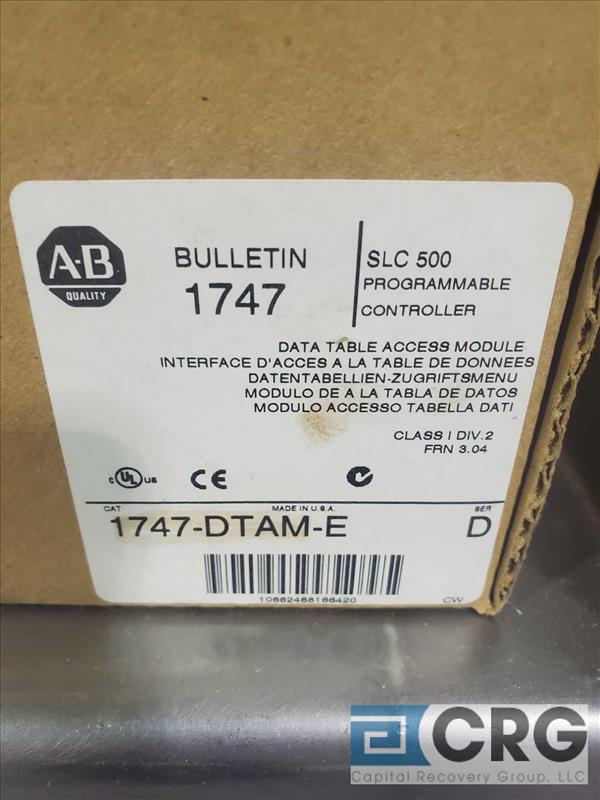 A-B
QUALITY
BULLETIN
1747
SLC 500
PROGRAMMABLE
CONTROLLER
DATA TABLE ACCESS MODULE
INTERFACE D'ACCES A LA TABLE DE DONNEES
DATENTABELLIEN-ZUGRIFTSMENU
MODULO DE A LA TABLA DE DATOS
MODULO ACCESSO TABELLA DATI
CLASS I DIV.2
FRN 3.04
C UL US CE
CAT MADE IN U.S.A. SER
1747-DTAM-E D
10662468166420 CW
CRG
Capital Recovery Group, LLC